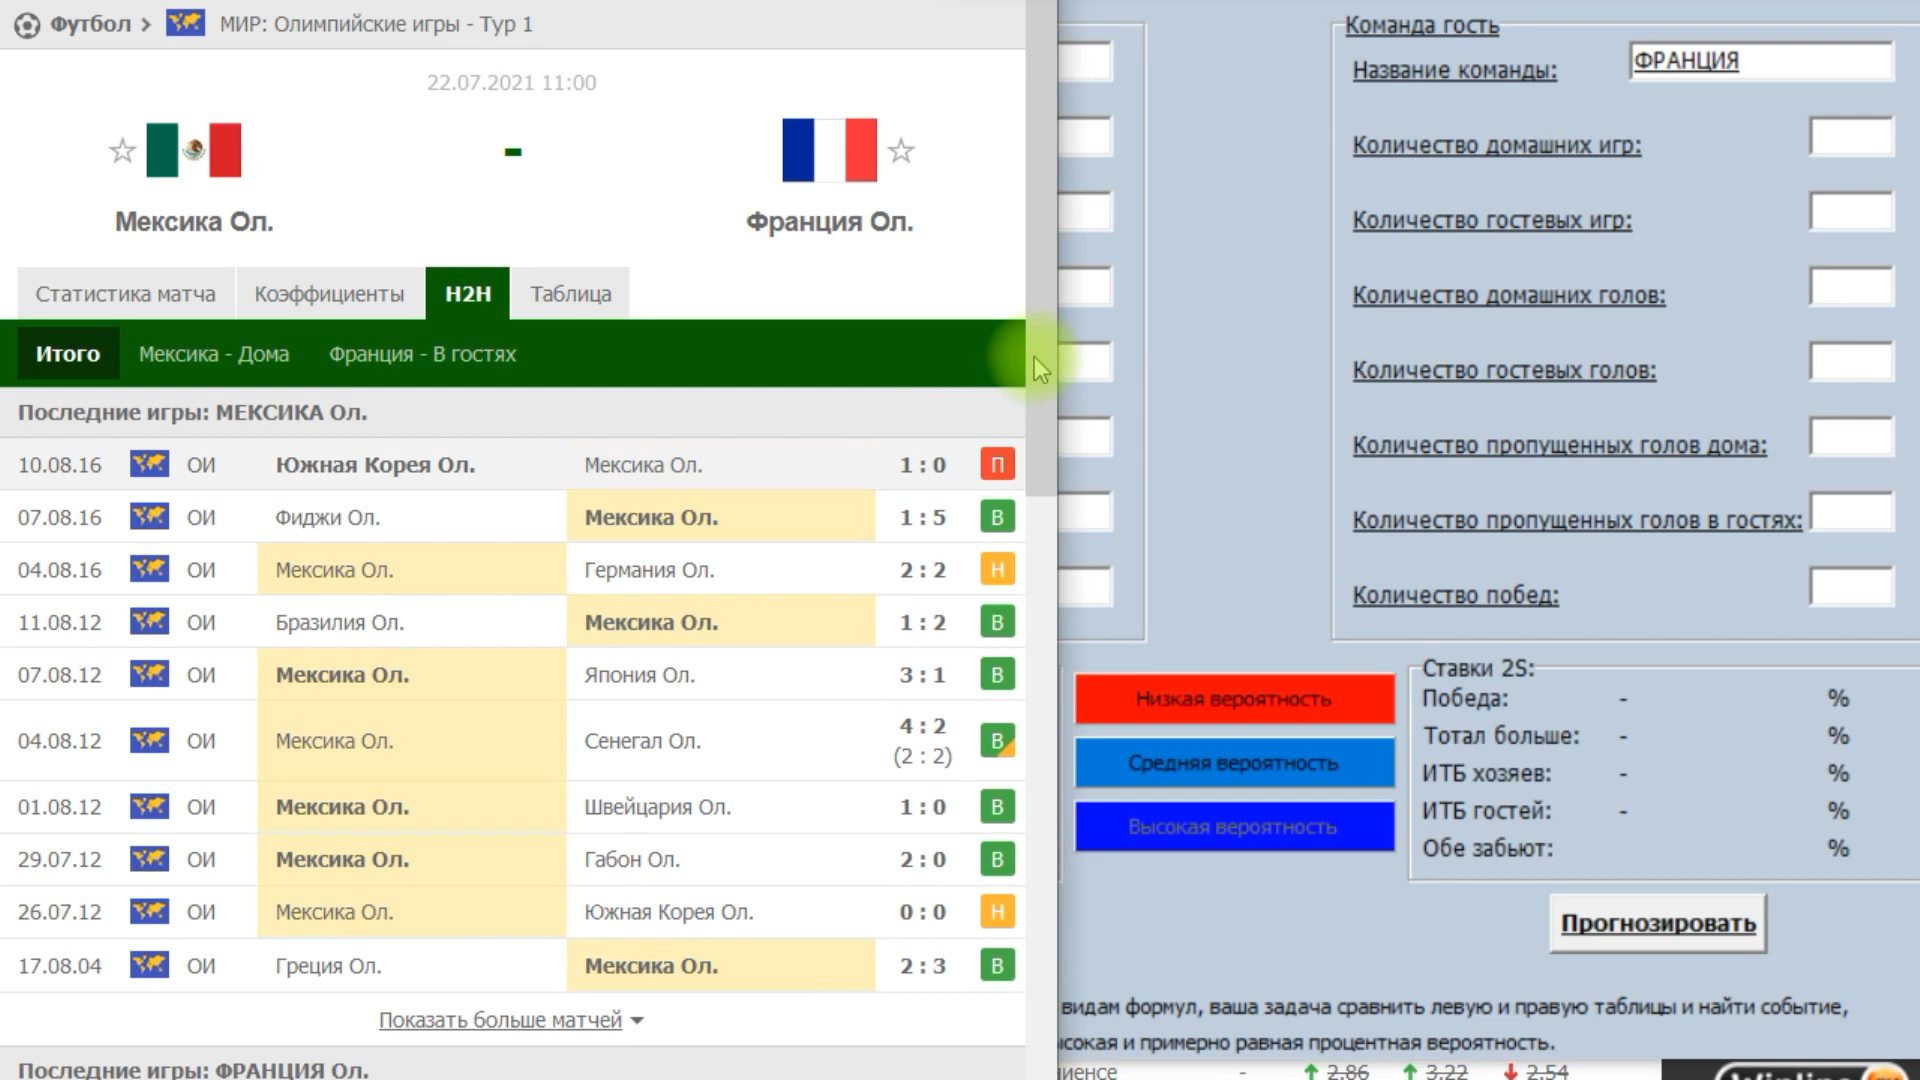 Футбол > МИР: Олимпийские игры - Тур 1
22.07.2021 11:00
-
Мексика Ол. Франция Ол.
Статистика матча Коэффициенты H2H Таблица
Итого Мексика - Дома Франция - В гостях
Последние игры: МЕКСИКА Ол.
10.08.16 ОИ Южная Корея Ол. Мексика Ол. 1 : 0 П
07.08.16 ОИ Фиджи Ол. Мексика Ол. 1 : 5 В
04.08.16 ОИ Мексика Ол. Германия Ол. 2 : 2 Н
11.08.12 ОИ Бразилия Ол. Мексика Ол. 1 : 2 В
07.08.12 ОИ Мексика Ол. Япония Ол. 3 : 1 В
04.08.12 ОИ Мексика Ол. Сенегал Ол. 4 : 2 (2 : 2) В
01.08.12 ОИ Мексика Ол. Швейцария Ол. 1 : 0 В
29.07.12 ОИ Мексика Ол. Габон Ол. 2 : 0 В
26.07.12 ОИ Мексика Ол. Южная Корея Ол. 0 : 0 Н
17.08.04 ОИ Греция Ол. Мексика Ол. 2 : 3 В
Показать больше матчей
Последние игры: ФРАНЦИЯ Ол.
Команда гость
Название команды: ФРАНЦИЯ
Количество домашних игр:
Количество гостевых игр:
Количество домашних голов:
Количество гостевых голов:
Количество пропущенных голов дома:
Количество пропущенных голов в гостях:
Количество побед:
Низкая вероятность
Средняя вероятность
Высокая вероятность
Ставки 2S:
Победа: - %
Тотал больше: - %
ИТБ хозяев: - %
ИТБ гостей: - %
Обе забьют: %
Прогнозировать
видам формул, ваша задача сравнить левую и правую таблицы и найти событие,
сокая и примерно равная процентная вероятность.
- 2.86 3.22 2.54